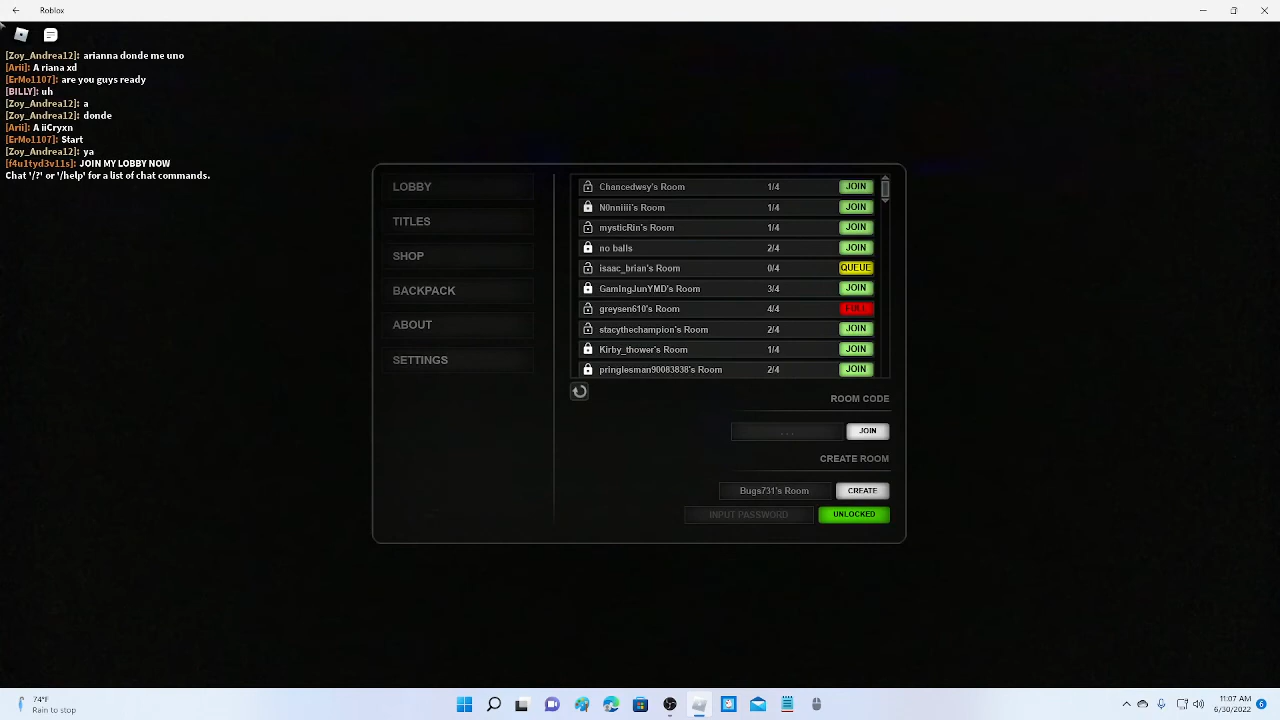 Roblox
[Zoy_Andrea12]: arianna donde me uno
[Arii]: A riana xd
[ErMo1107]: are you guys ready
[BILLY]: uh
[Zoy_Andrea12]: a
[Zoy_Andrea12]: donde
[Arii]: A iiCryxn
[ErMo1107]: Start
[Zoy_Andrea12]: ya
[f4u1tyd3v11s]: JOIN MY LOBBY NOW
Chat '/?' or '/help' for a list of chat commands.
LOBBY
TITLES
SHOP
BACKPACK
ABOUT
SETTINGS
Chancedwsy's Room 1/4 JOIN
N0nniiii's Room 1/4 JOIN
mysticRin's Room 1/4 JOIN
no balls 2/4 JOIN
isaac_brian's Room 0/4 QUEUE
GamingJunYMD's Room 3/4 JOIN
greysen610's Room 4/4 FULL
stacythechampion's Room 2/4 JOIN
Kirby_thower's Room 1/4 JOIN
pringlesman90083838's Room 2/4 JOIN
ROOM CODE
... JOIN
CREATE ROOM
Bugs731's Room CREATE
INPUT PASSWORD UNLOCKED
74°F
Rain to stop
11:07 AM
6/30/2022
6